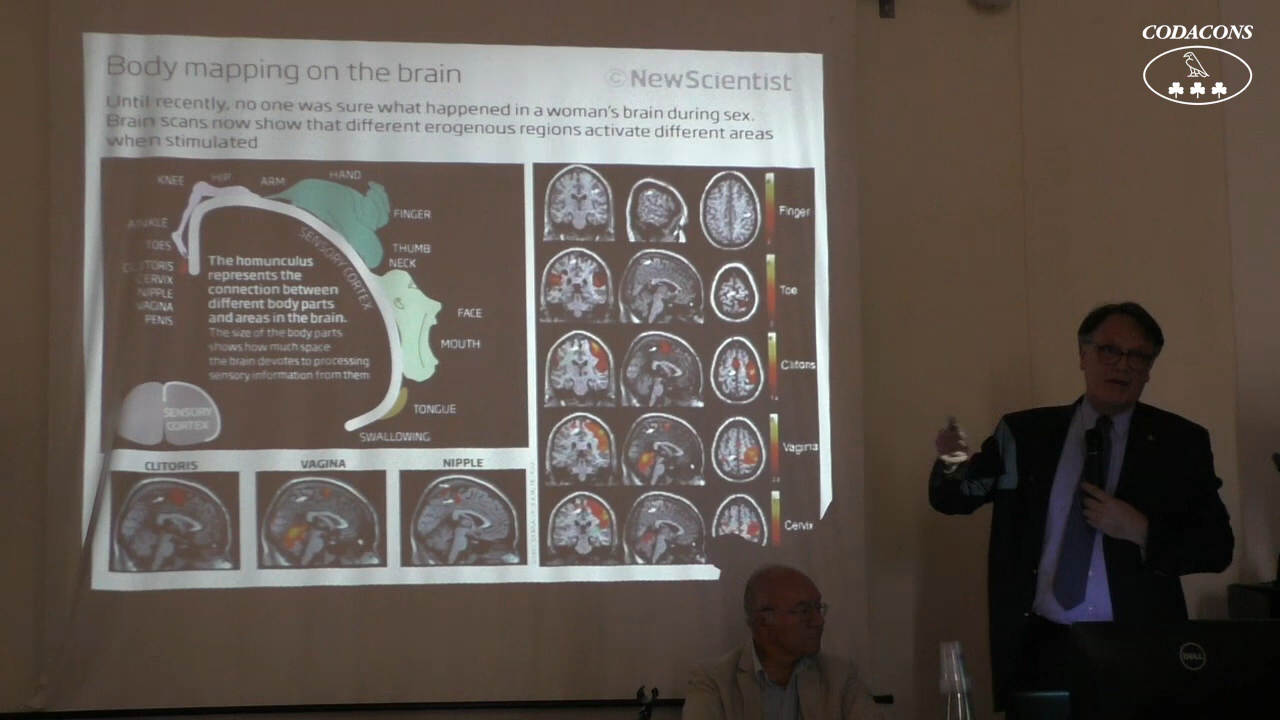 CODACONS
Body mapping on the brain
© NewScientist
Until recently, no one was sure what happened in a woman's brain during sex.
Brain scans now show that different erogenous regions activate different areas
when stimulated
KNEE
HIP
ARM
HAND
FINGER
THUMB
NECK
FACE
MOUTH
TONGUE
SWALLOWING
ANKLE
TOES
CLITORIS
CERVIX
NIPPLE
VAGINA
PENIS
SENSORY CORTEX
The homunculus
represents the
connection between
different body parts
and areas in the brain.
The size of the body parts
shows how much space
the brain devotes to processing
sensory information from them
SENSORY
CORTEX
CLITORIS
VAGINA
NIPPLE
Finger
Toe
Clitoris
Vagina
Cervix
DELL